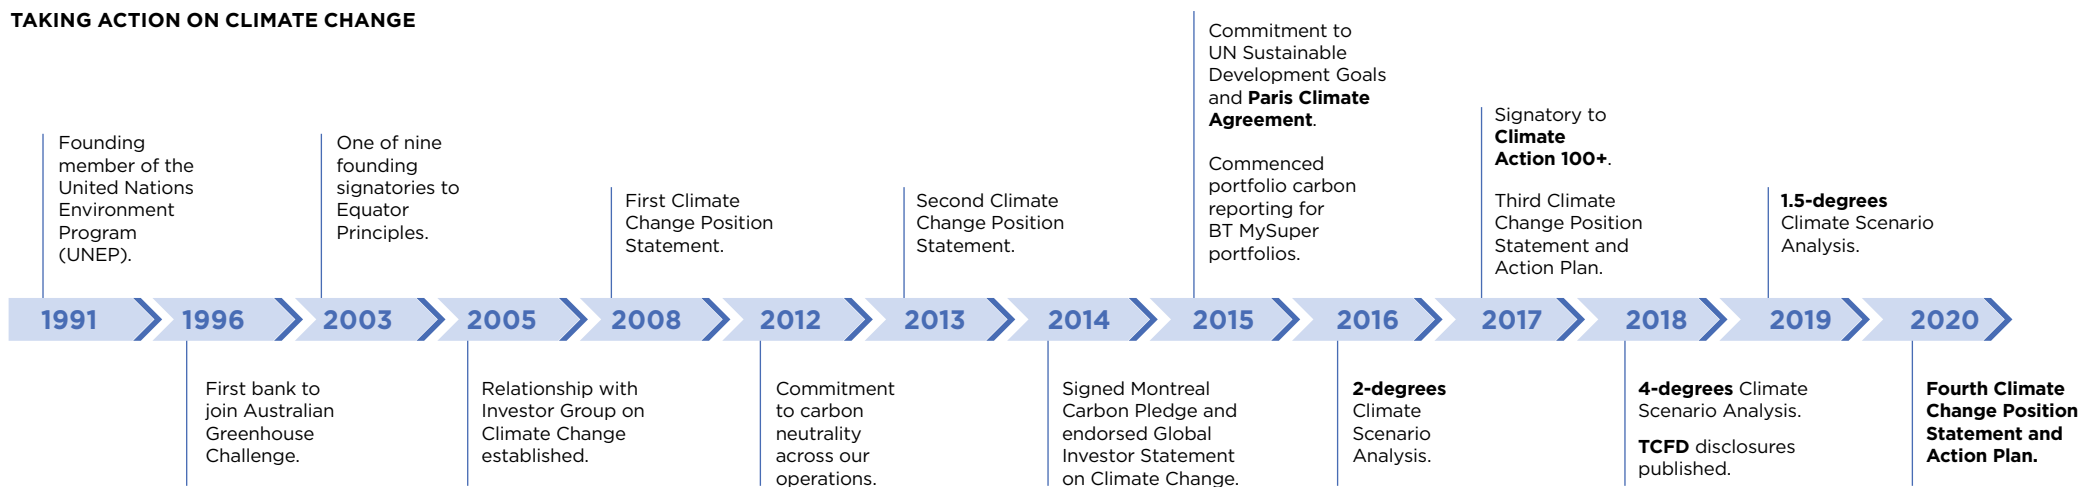 TAKING ACTION ON CLIMATE CHANGE
Founding
member of the
United Nations
Environment
Program
(UNEP).
One of nine
founding
signatories to
Equator
Principles.
First Climate
Change Position
Statement.
Second Climate
Change Position
Statement.
Commitment to
UN Sustainable
Development Goals
and Paris Climate
Agreement.
Commenced
portfolio carbon
reporting for
BT MySuper
portfolios.
Signatory to
Climate
Action 100+.
Third Climate
Change Position
Statement and
Action Plan.
1.5-degrees
Climate Scenario
Analysis.
1991 1996 2003 2005 2008 2012 2013 2014 2015 2016 2017 2018 2019 2020
First bank to
join Australian
Greenhouse
Challenge.
Relationship with
Investor Group on
Climate Change
established.
Commitment
to carbon
neutrality
across our
operations.
Signed Montreal
Carbon Pledge and
endorsed Global
Investor Statement
on Climate Change.
2-degrees
Climate
Scenario
Analysis.
4-degrees Climate
Scenario Analysis.
TCFD disclosures
published.
Fourth Climate
Change Position
Statement and
Action Plan.